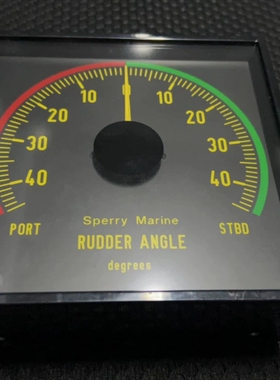 10 0 10
20 20
30 30
40 40
PORT STBD
Sperry Marine
RUDDER ANGLE
degrees